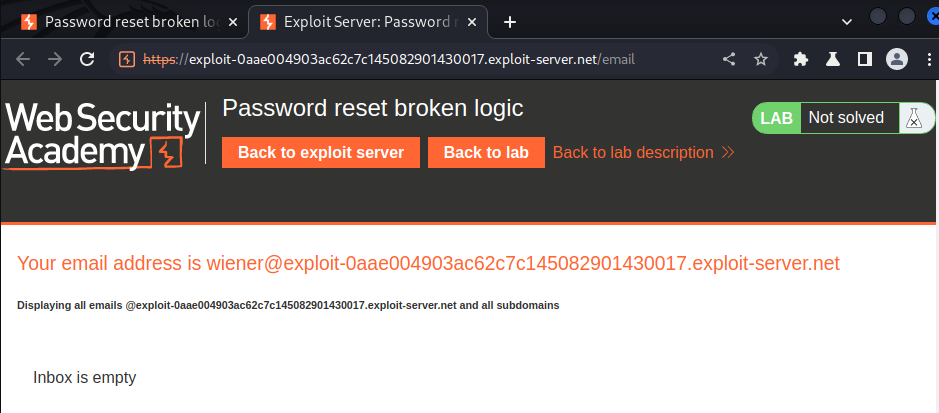 Password reset broken lo
Exploit Server: Password r
https://exploit-0aae004903ac62c7c145082901430017.exploit-server.net/email
Web Security
Academy
Password reset broken logic
LAB Not solved
Back to exploit server Back to lab Back to lab description
Your email address is wiener@exploit-0aae004903ac62c7c145082901430017.exploit-server.net
Displaying all emails @exploit-0aae004903ac62c7c145082901430017.exploit-server.net and all subdomains
Inbox is empty